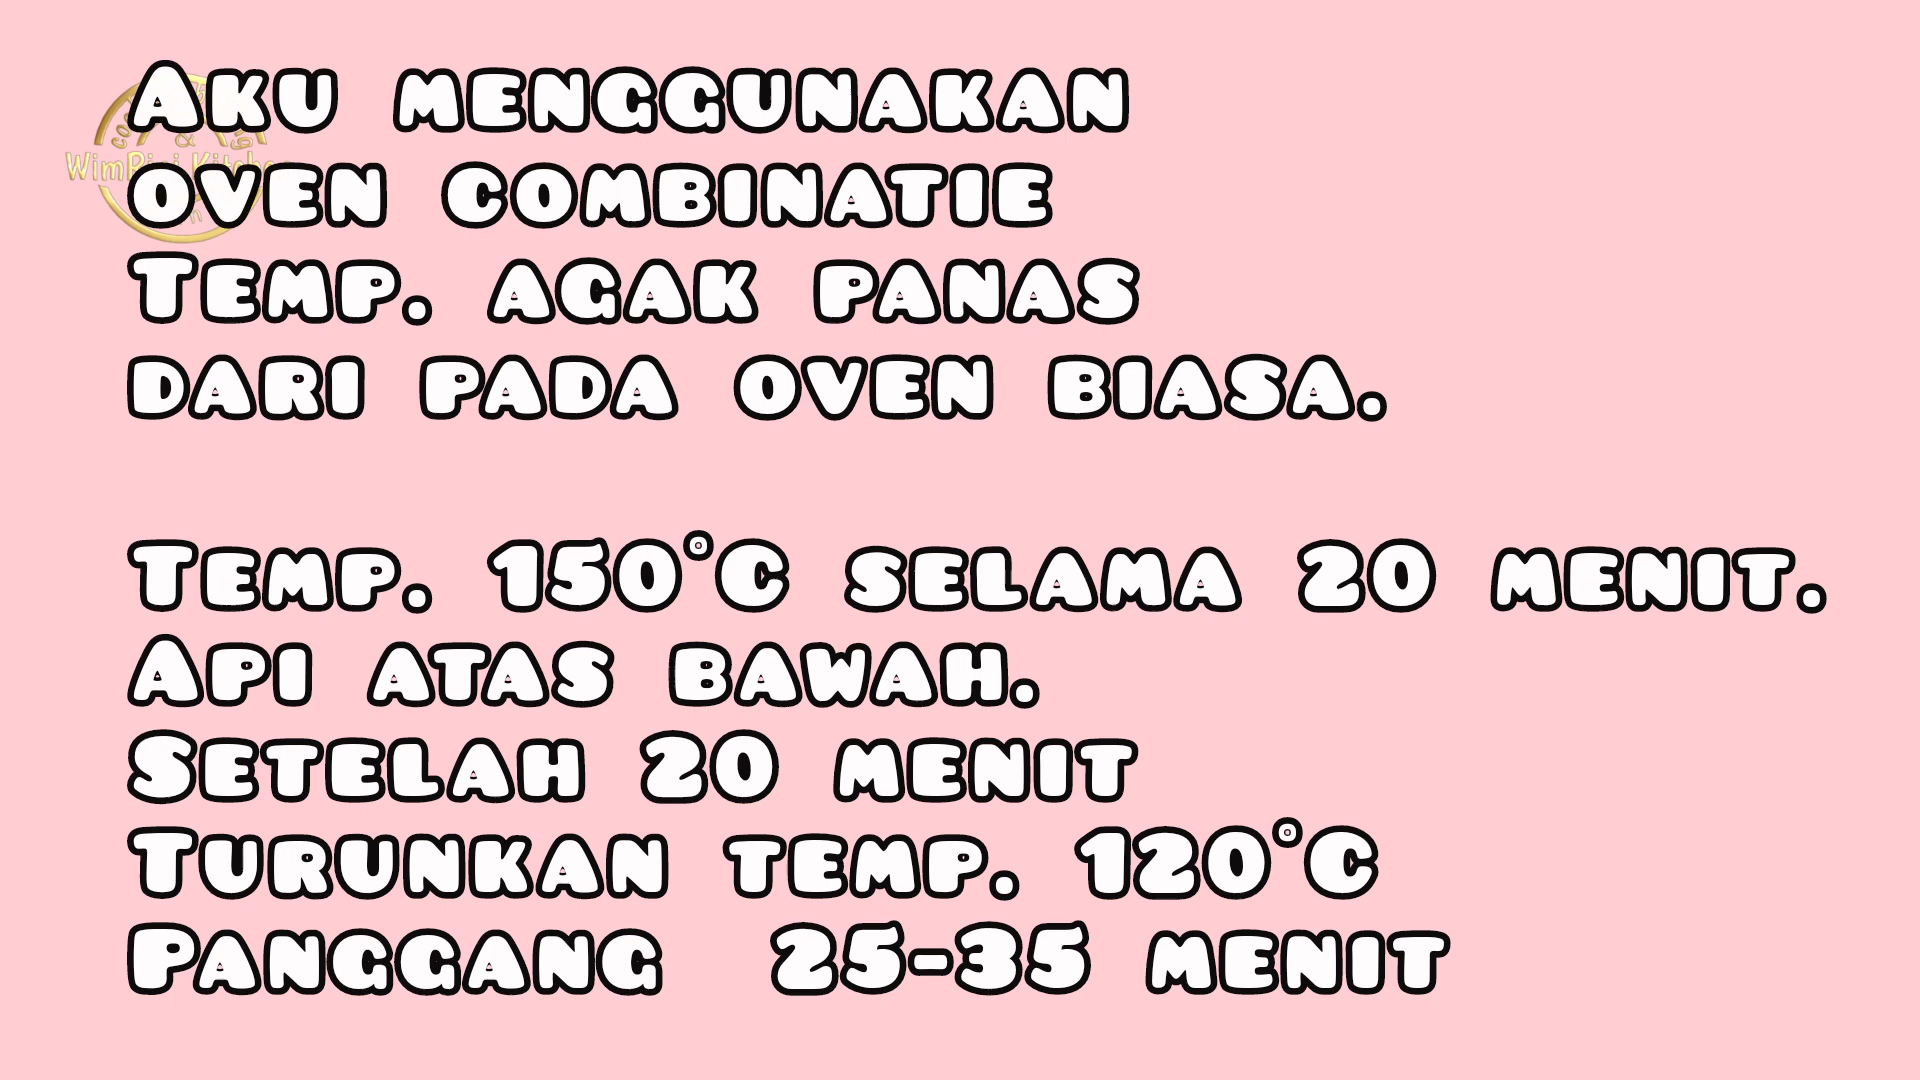 Aku menggunakan
oven combinatie
Temp. agak panas
dari pada oven biasa.
Temp. 150°C selama 20 menit.
Api atas bawah.
Setelah 20 menit
Turunkan temp. 120°C
Panggang 25-35 menit